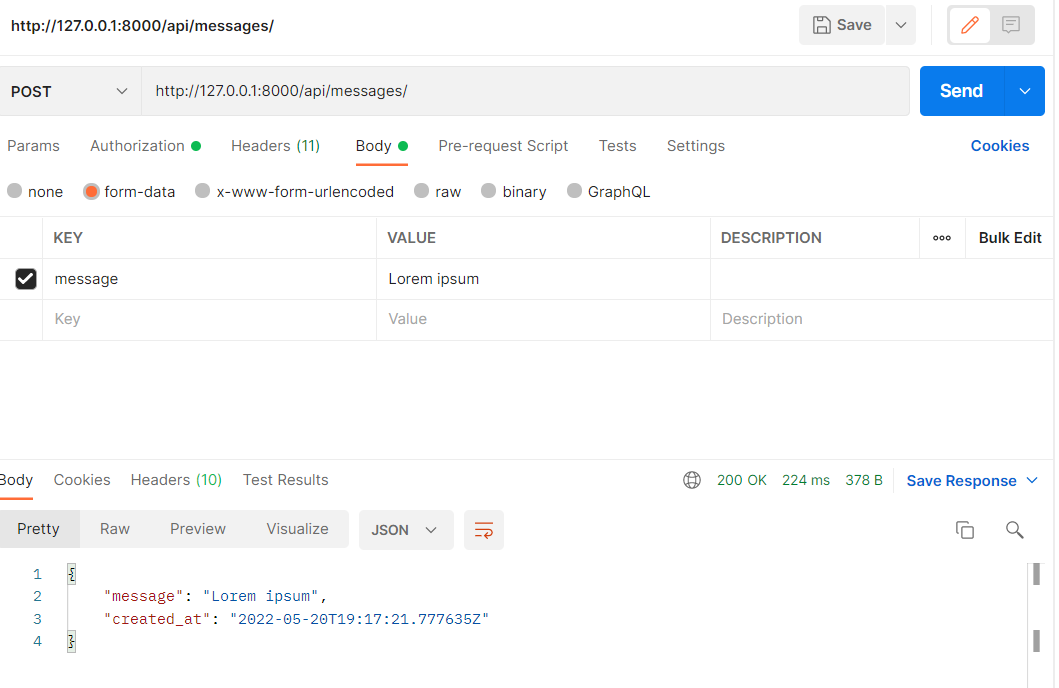 http://127.0.0.1:8000/api/messages/ Save
POST http://127.0.0.1:8000/api/messages/ Send
Params Authorization Headers (11) Body Pre-request Script Tests Settings Cookies
none form-data x-www-form-urlencoded raw binary GraphQL
KEY VALUE DESCRIPTION Bulk Edit
message Lorem ipsum
Key Value Description
Body Cookies Headers (10) Test Results 200 OK 224 ms 378 B Save Response
Pretty Raw Preview Visualize JSON
1 {
2 "message": "Lorem ipsum",
3 "created_at": "2022-05-20T19:17:21.777635Z"
4 }